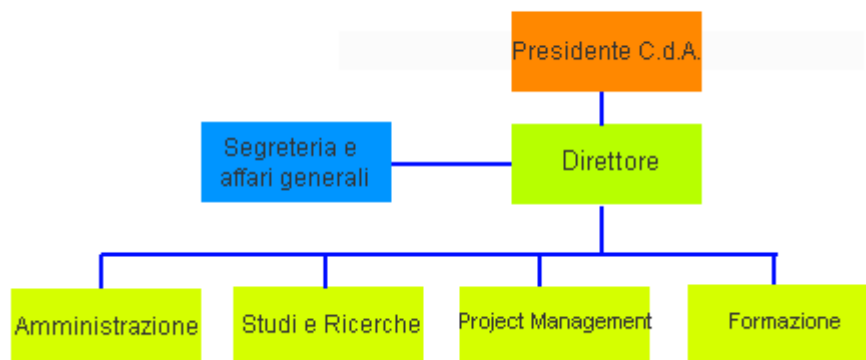 Presidente C.d.A.
Segreteria e
affari generali
Direttore
Amministrazione
Studi e Ricerche
Project Management
Formazione